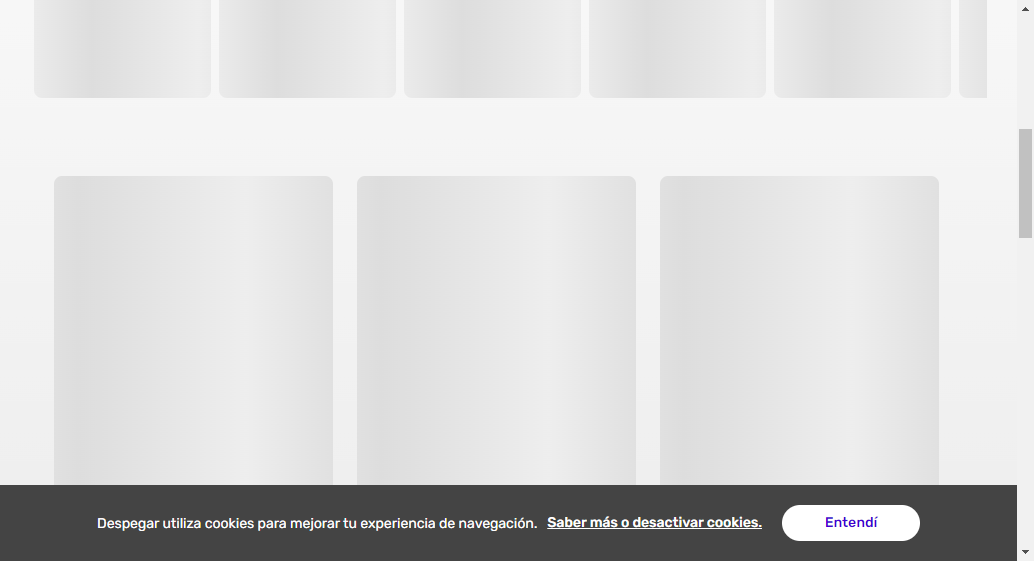 Despegar utiliza cookies para mejorar tu experiencia de navegación. Saber más o desactivar cookies. Entendí